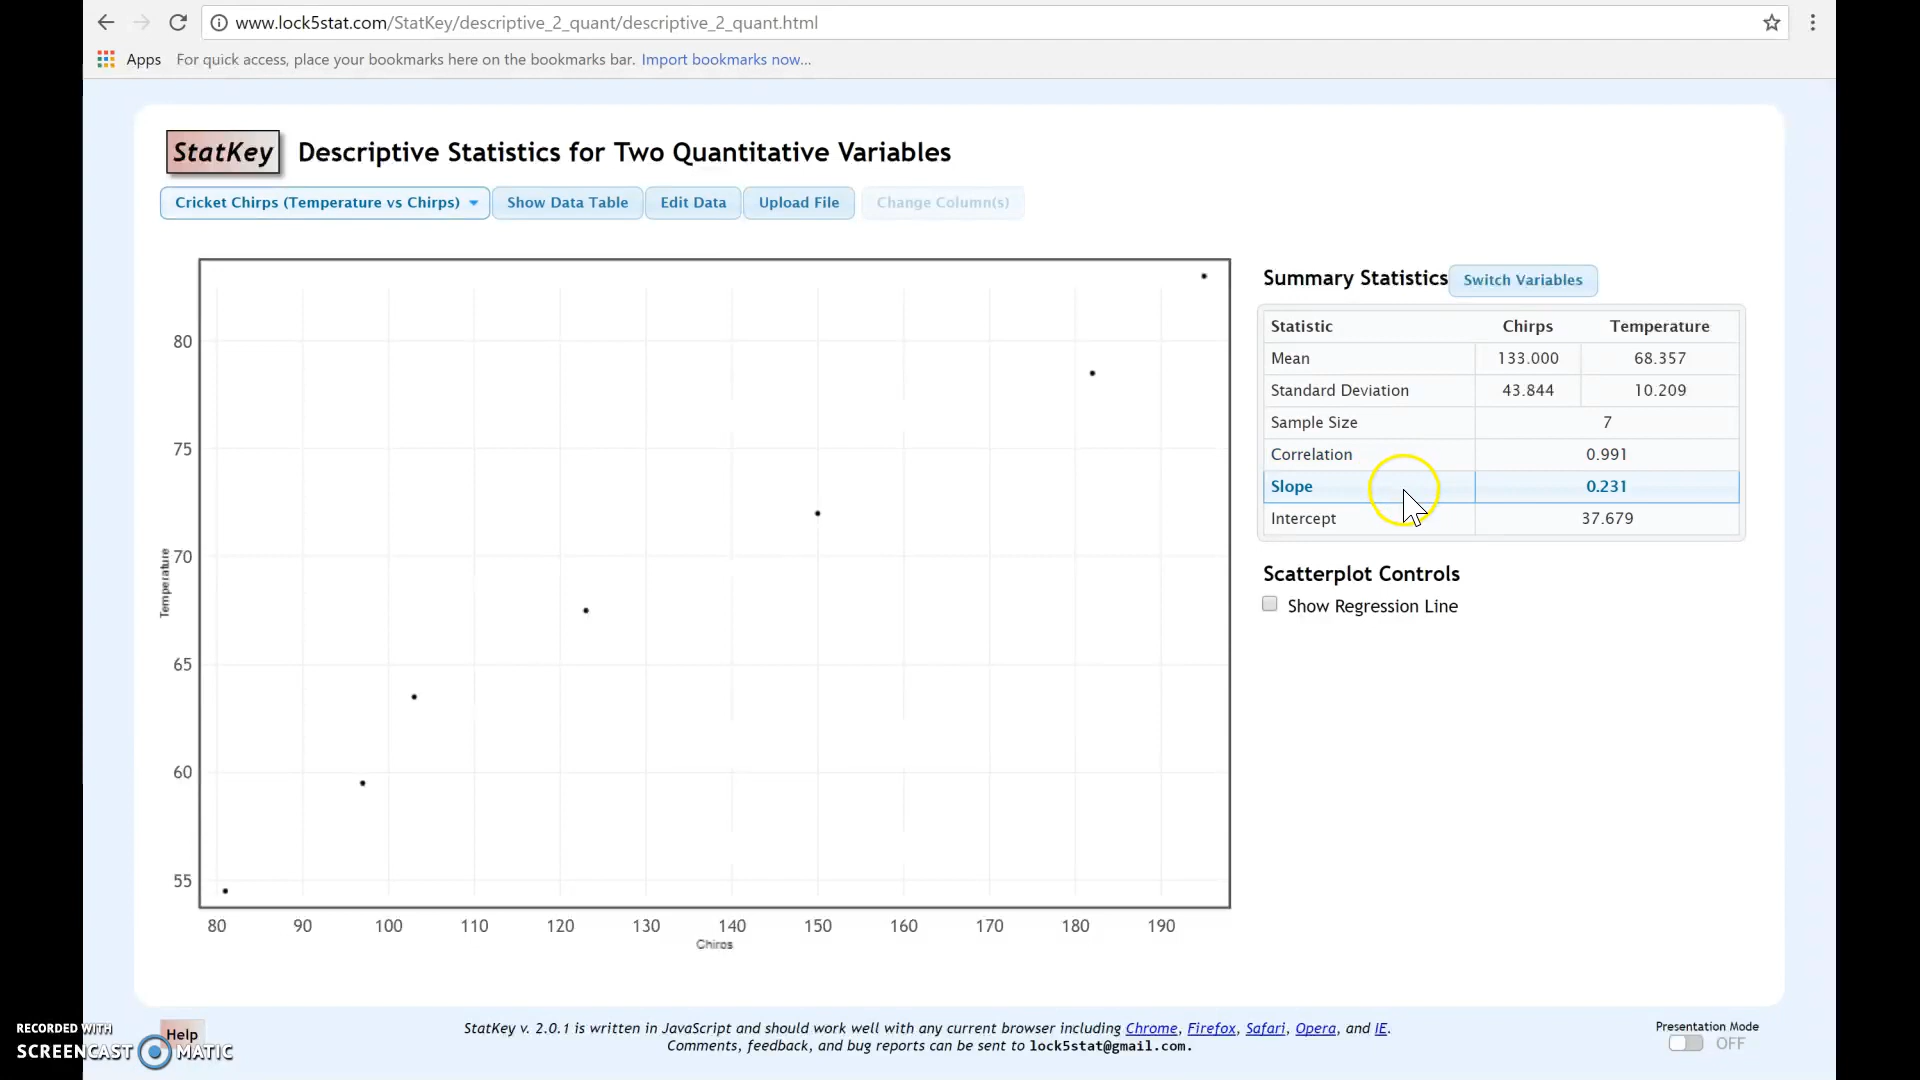 www.lock5stat.com/StatKey/descriptive_2_quant/descriptive_2_quant.html
Apps For quick access, place your bookmarks here on the bookmarks bar. Import bookmarks now...
StatKey Descriptive Statistics for Two Quantitative Variables
Cricket Chirps (Temperature vs Chirps) Show Data Table Edit Data Upload File Change Column(s)
Summary Statistics Switch Variables
Statistic Chirps Temperature
Mean 133.000 68.357
Standard Deviation 43.844 10.209
Sample Size 7
Correlation 0.991
Slope 0.231
Intercept 37.679
Scatterplot Controls
Show Regression Line
Temperature
80
75
70
65
60
55
80 90 100 110 120 130 140 150 160 170 180 190
Chirps
RECORDED WITH
SCREENCAST MATIC
Help
StatKey v. 2.0.1 is written in JavaScript and should work well with any current browser including Chrome, Firefox, Safari, Opera, and IE.
Comments, feedback, and bug reports can be sent to lock5stat@gmail.com.
Presentation Mode
OFF